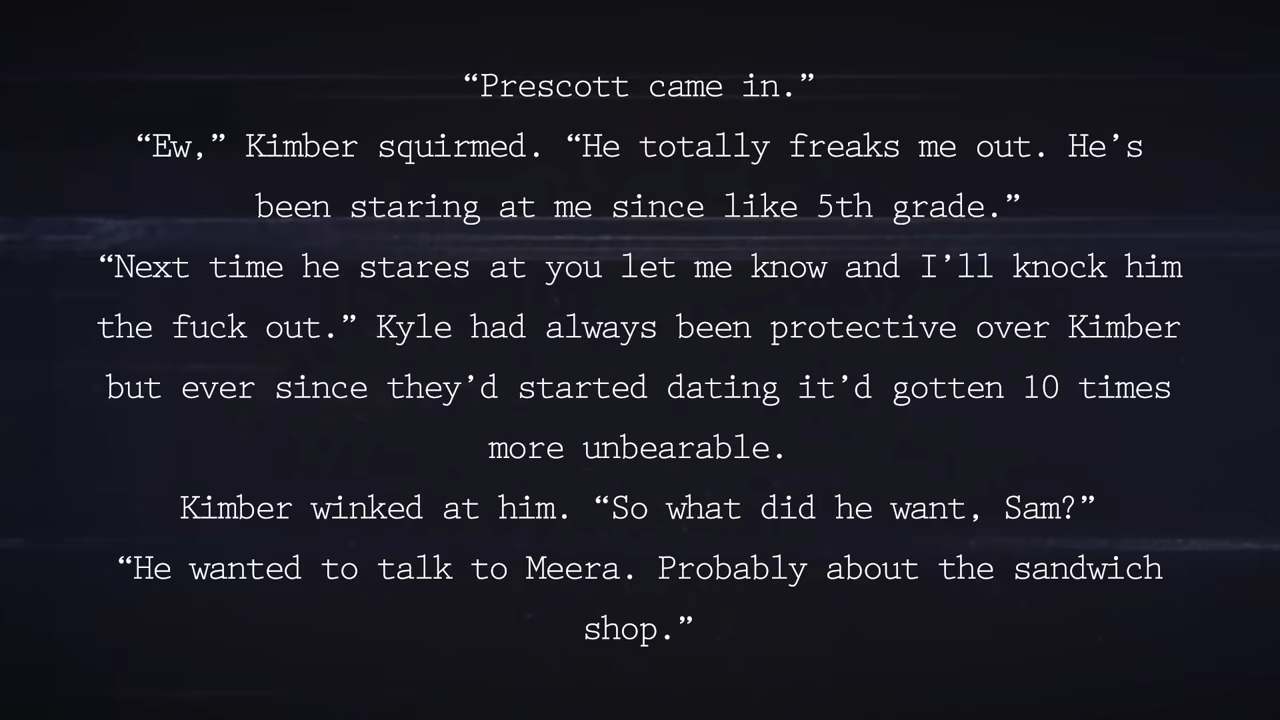 “Prescott came in.”
“Ew,” Kimber squirmed. “He totally freaks me out. He’s
been staring at me since like 5th grade.”
“Next time he stares at you let me know and I’ll knock him
the fuck out.” Kyle had always been protective over Kimber
but ever since they’d started dating it’d gotten 10 times
more unbearable.
Kimber winked at him. “So what did he want, Sam?”
“He wanted to talk to Meera. Probably about the sandwich
shop.”